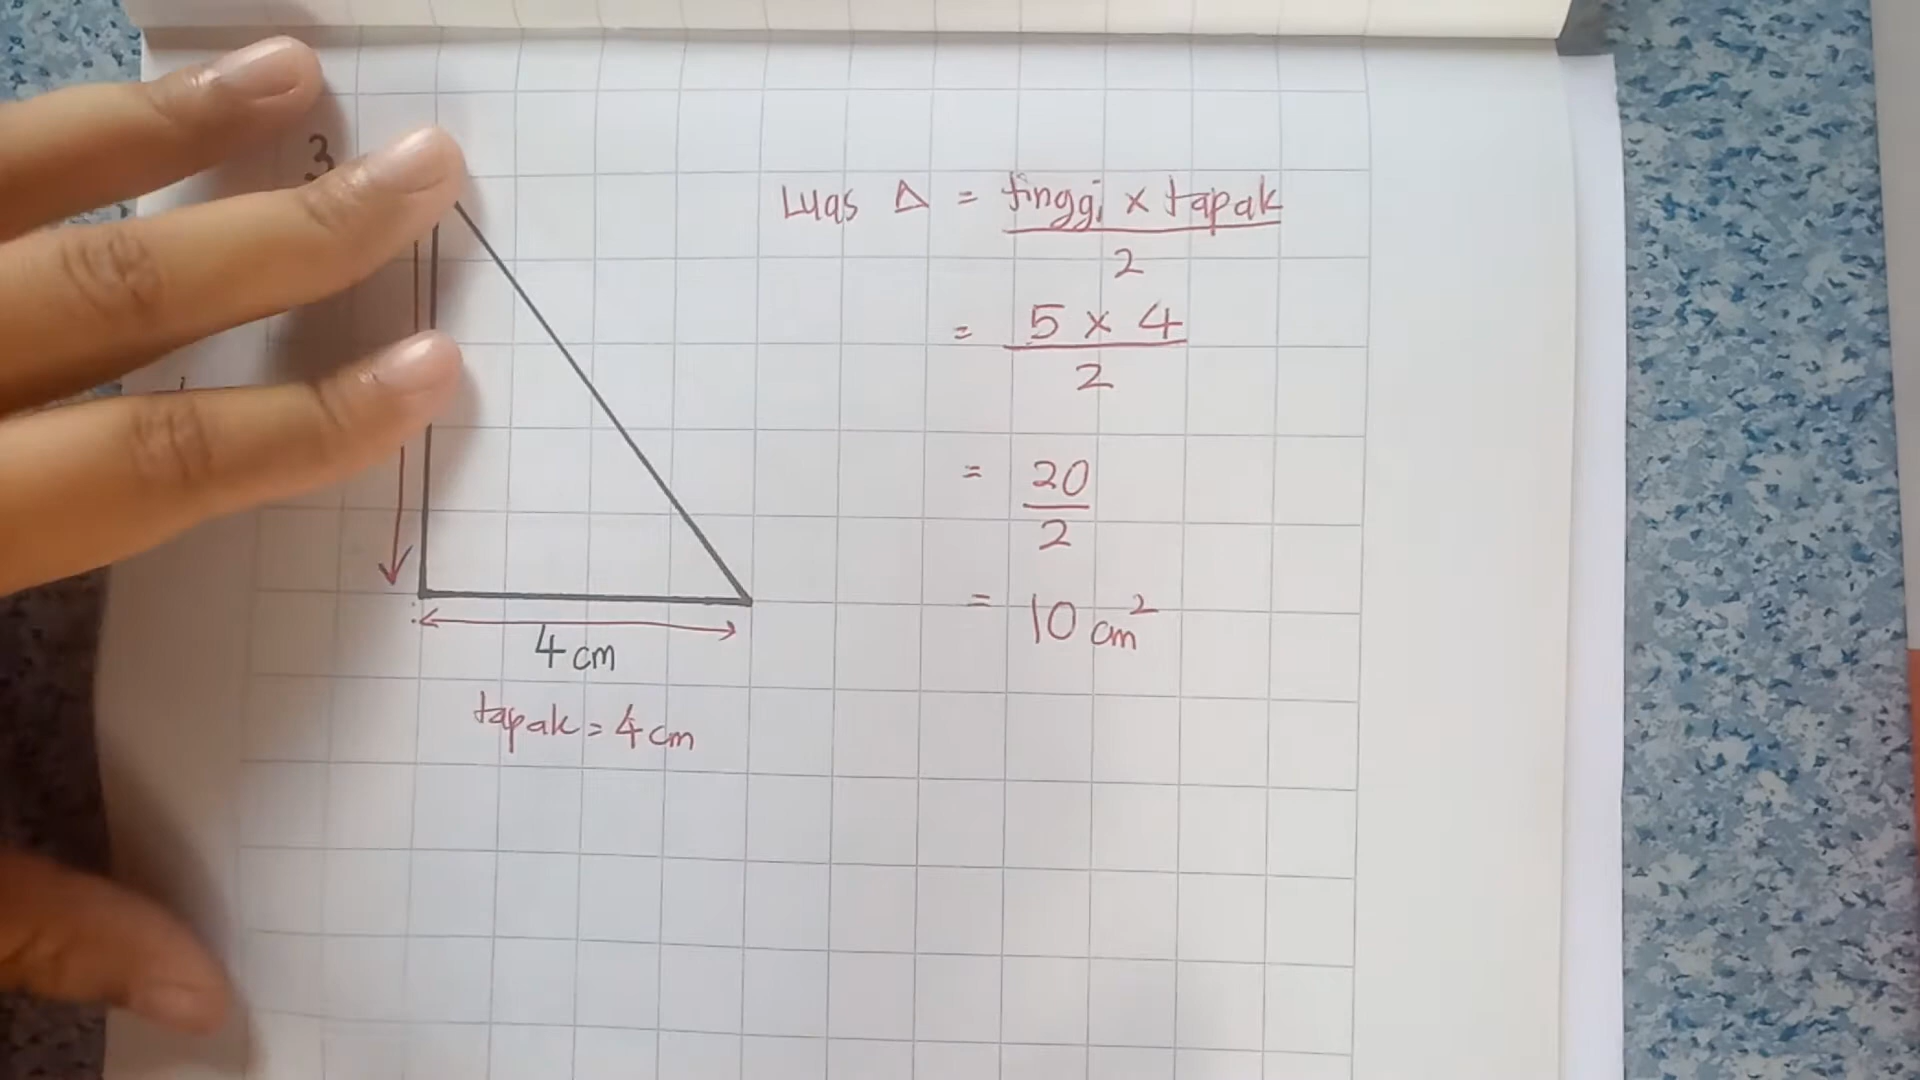 3
Luas Δ = tinggi x tapak
2
= 5 x 4
2
= 20
2
= 10 cm²
4 cm
tapak = 4 cm